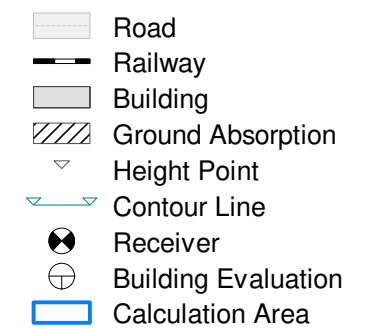 Road
Railway
Building
Ground Absorption
Height Point
Contour Line
Receiver
Building Evaluation
Calculation Area